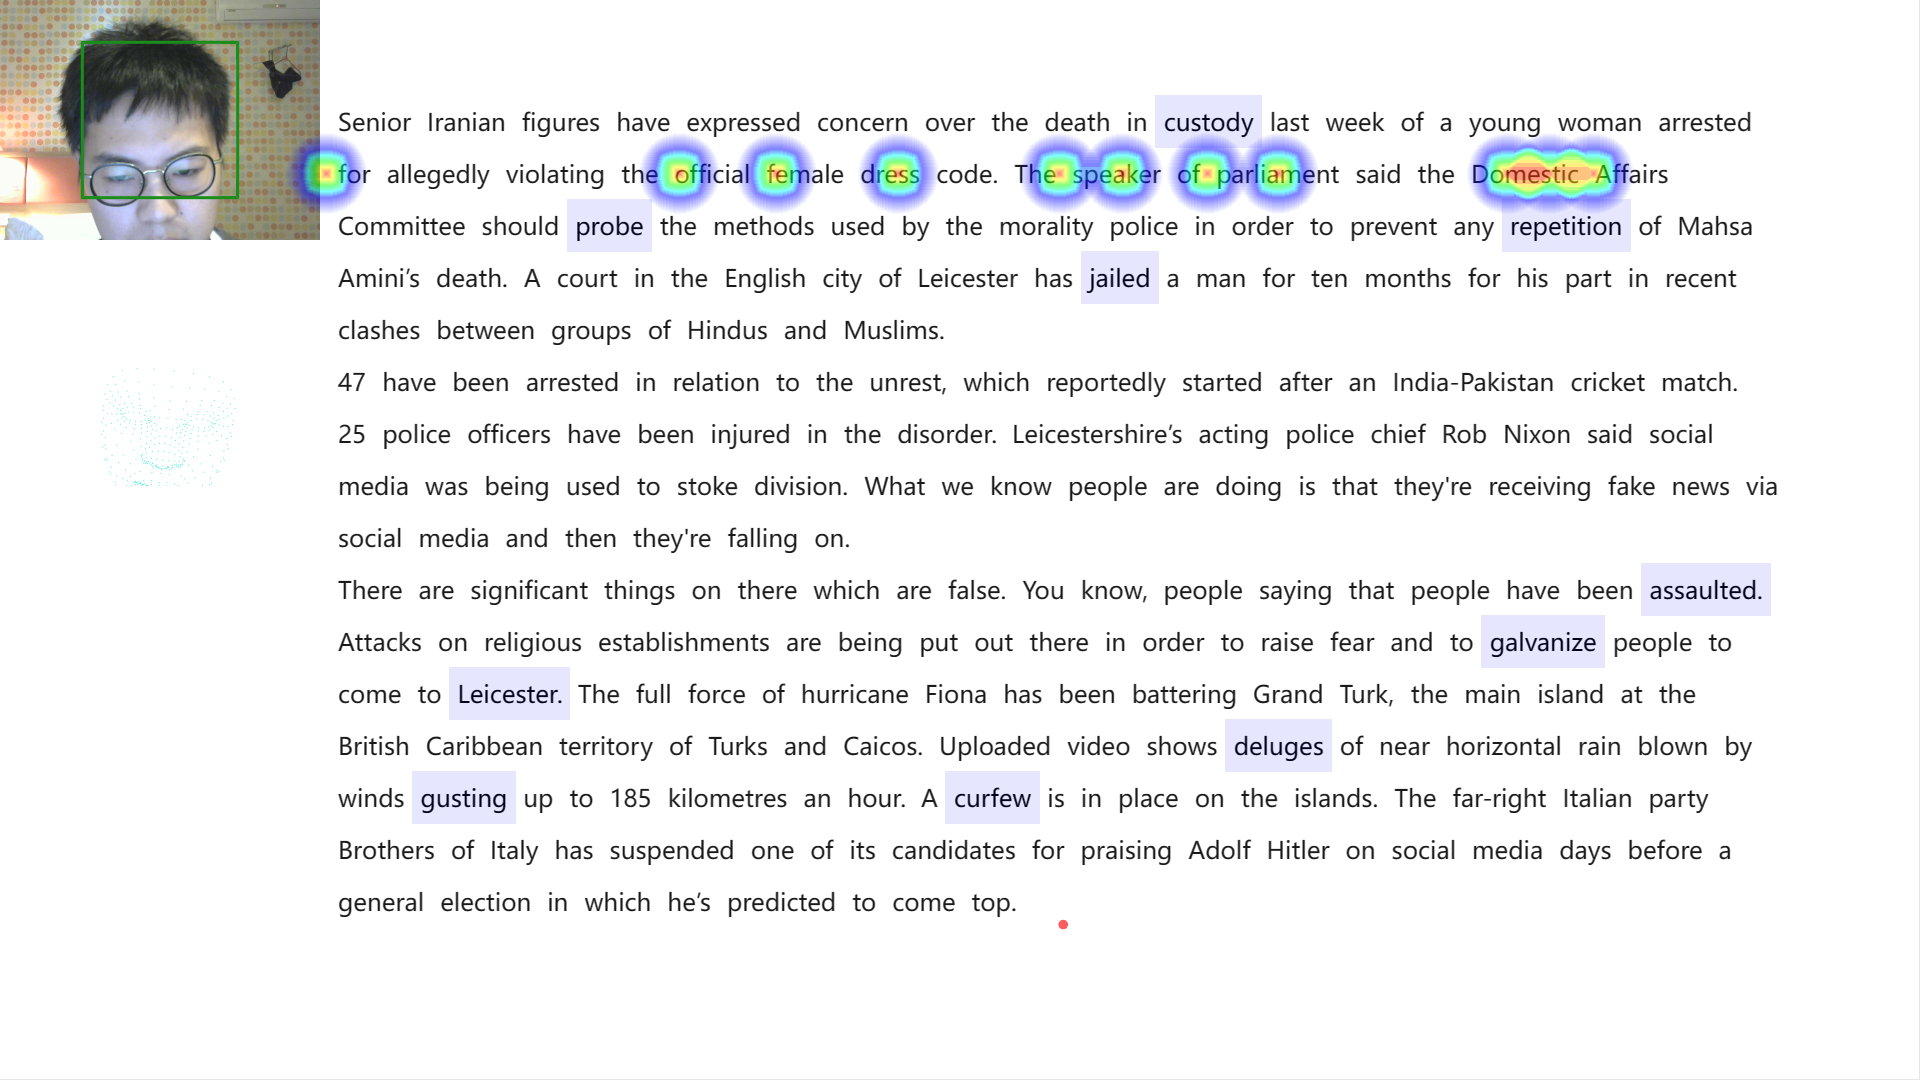 Senior Iranian figures have expressed concern over the death in custody last week of a young woman arrested
for allegedly violating the official female dress code. The speaker of parliament said the Domestic Affairs
Committee should probe the methods used by the morality police in order to prevent any repetition of Mahsa
Amini’s death. A court in the English city of Leicester has jailed a man for ten months for his part in recent
clashes between groups of Hindus and Muslims.
47 have been arrested in relation to the unrest, which reportedly started after an India-Pakistan cricket match.
25 police officers have been injured in the disorder. Leicestershire’s acting police chief Rob Nixon said social
media was being used to stoke division. What we know people are doing is that they're receiving fake news via
social media and then they're falling on.
There are significant things on there which are false. You know, people saying that people have been assaulted.
Attacks on religious establishments are being put out there in order to raise fear and to galvanize people to
come to Leicester. The full force of hurricane Fiona has been battering Grand Turk, the main island at the
British Caribbean territory of Turks and Caicos. Uploaded video shows deluges of near horizontal rain blown by
winds gusting up to 185 kilometres an hour. A curfew is in place on the islands. The far-right Italian party
Brothers of Italy has suspended one of its candidates for praising Adolf Hitler on social media days before a
general election in which he’s predicted to come top.